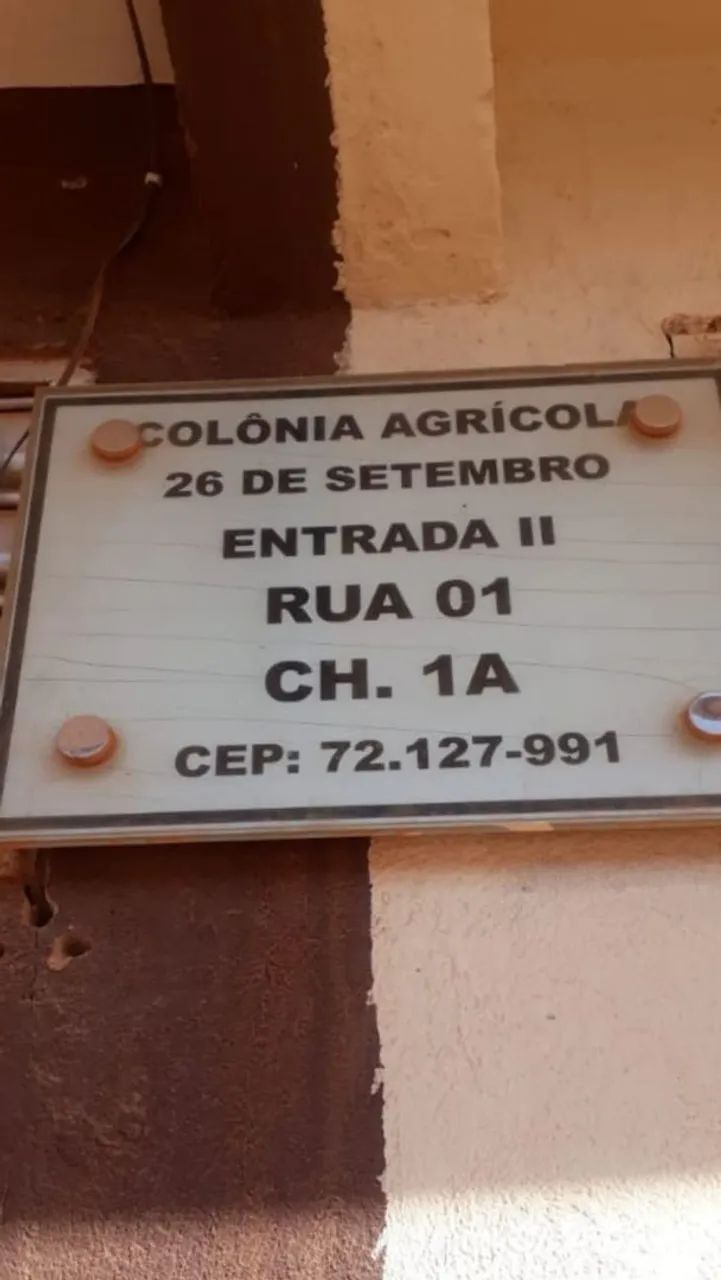 COLÔNIA AGRÍCOLA
26 DE SETEMBRO
ENTRADA II
RUA 01
CH. 1A
CEP: 72.127-991